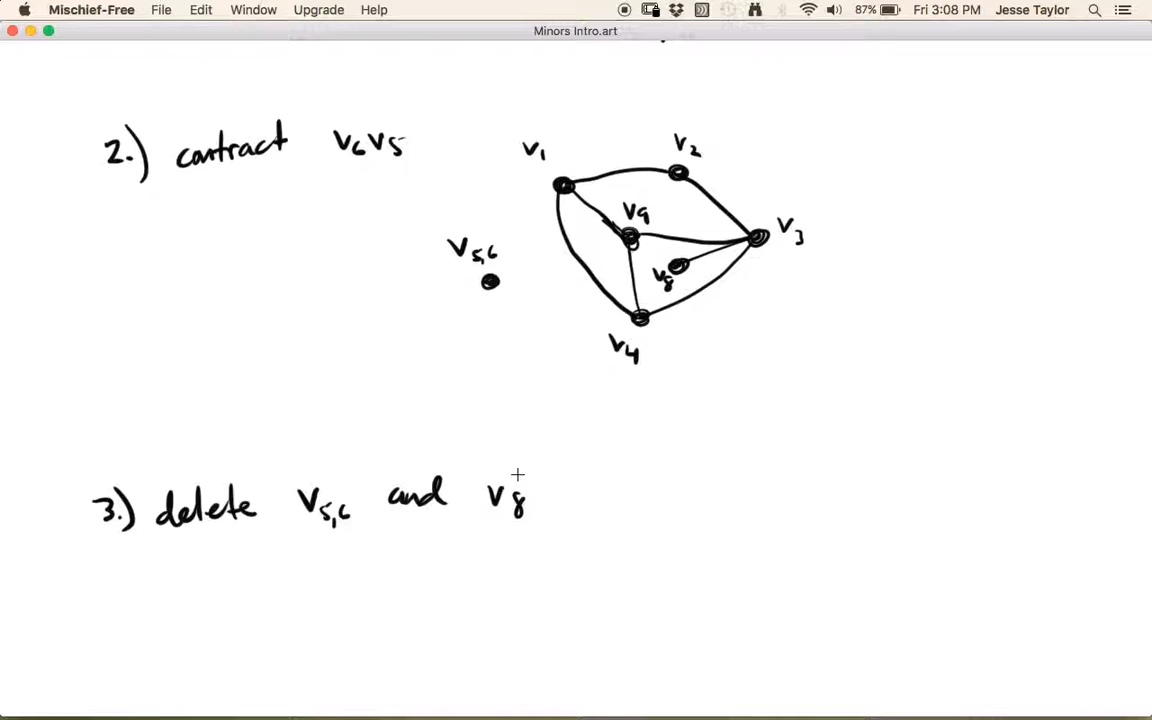 Mischief-Free File Edit Window Upgrade Help 87% Fri 3:08 PM Jesse Taylor
Minors Intro.art
2.) contract v6v5
v1
v2
v9
v3
v5,6
v8
v4
3.) delete v5,6 and v8